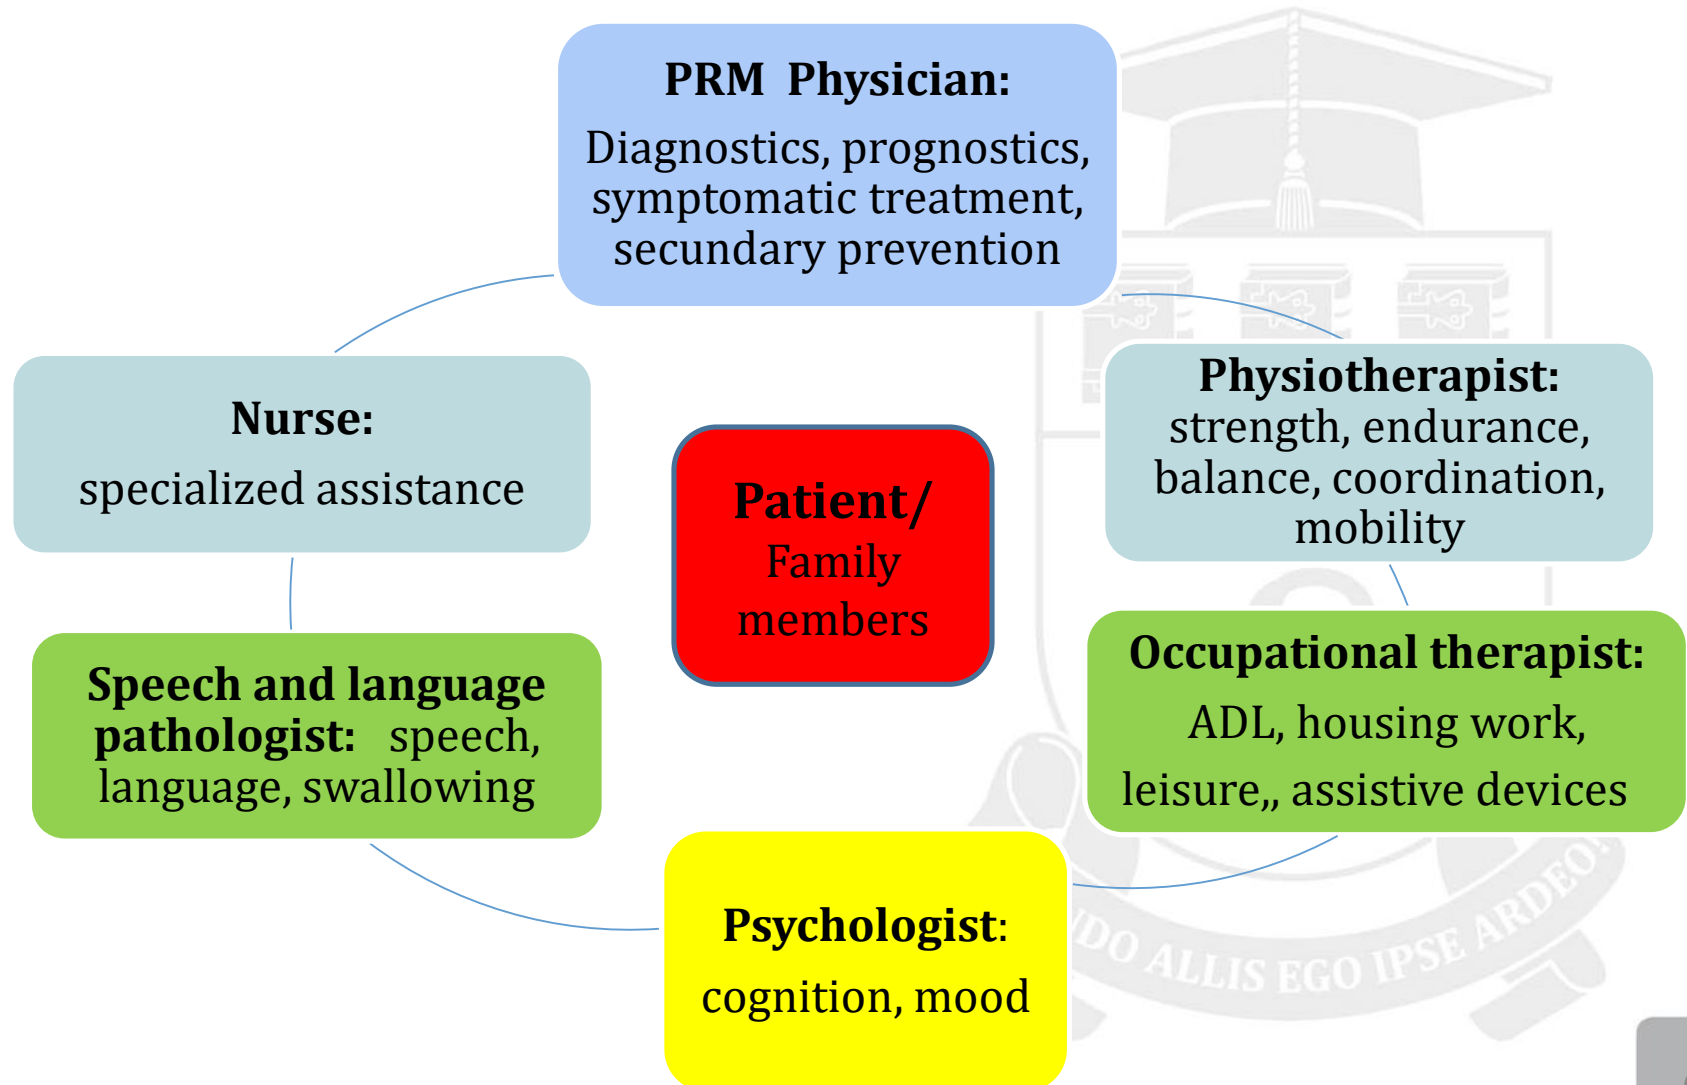 PRM Physician:
Diagnostics, prognostics,
symptomatic treatment,
secundary prevention
Physiotherapist:
strength, endurance,
balance, coordination,
mobility
Nurse:
specialized assistance
Patient/
Family
members
Occupational therapist:
ADL, housing work,
leisure,, assistive devices
Speech and language
pathologist: speech,
language, swallowing
Psychologist:
cognition, mood
ALLIS EGO IPSE ARDEO!